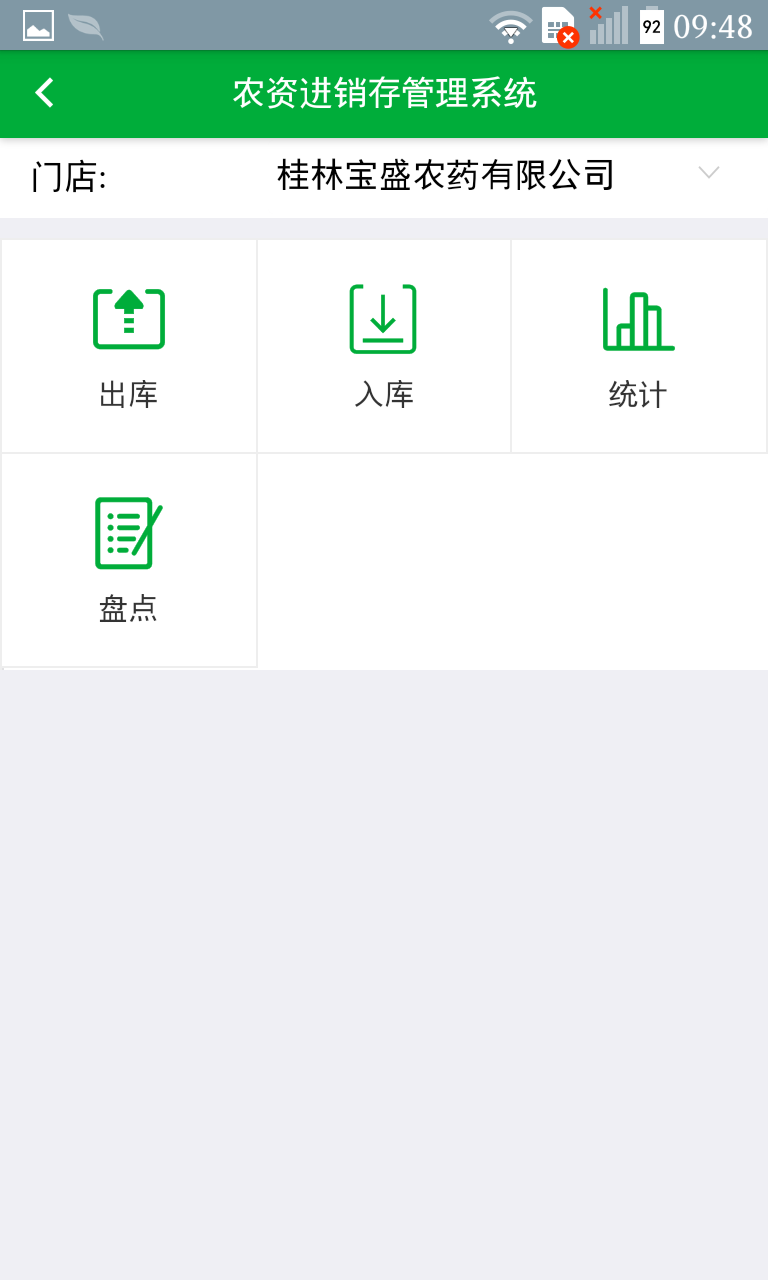 92 09:48
农资进销存管理系统
门店: 桂林宝盛农药有限公司
出库 入库 统计
盘点